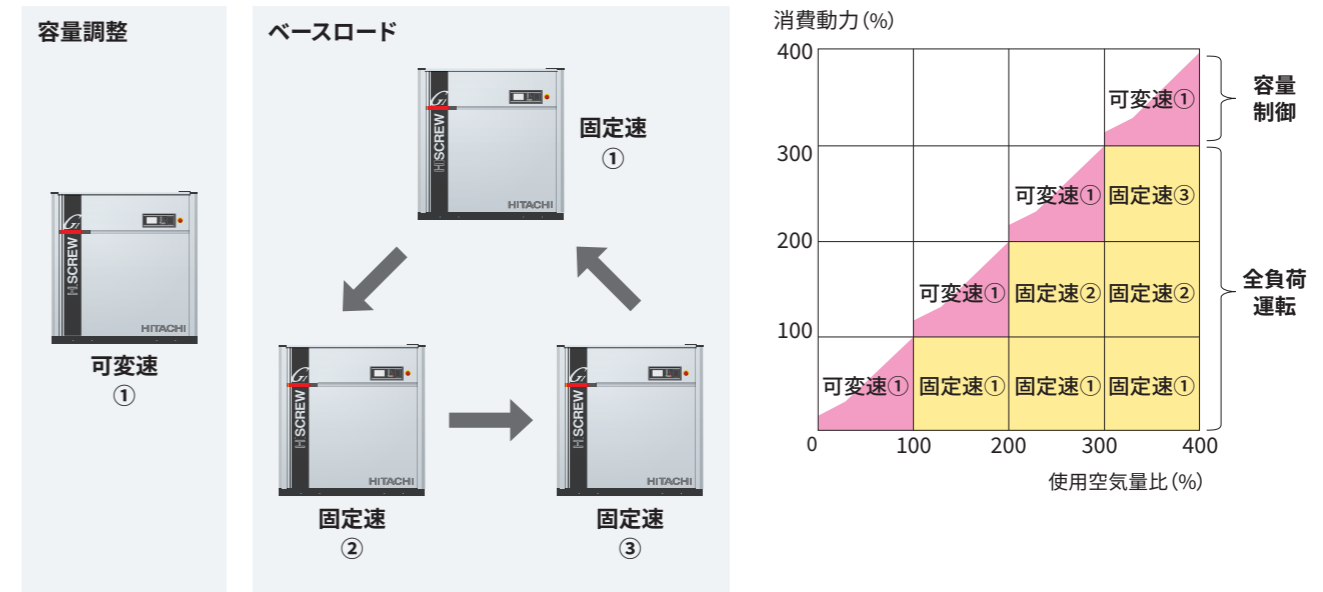 容量調整
G
H SCREW
HITACHI
可変速
①
ベースロード
G
H SCREW
HITACHI
固定速
①
G
H SCREW
HITACHI
固定速
②
G
H SCREW
HITACHI
固定速
③
消費動力(%)
400
300
200
100
0
100
200
300
400
使用空気量比(%)
可変速①
可変速①
固定速③
可変速①
固定速②
固定速②
可変速①
固定速①
固定速①
固定速①
容量
制御
全負荷
運転